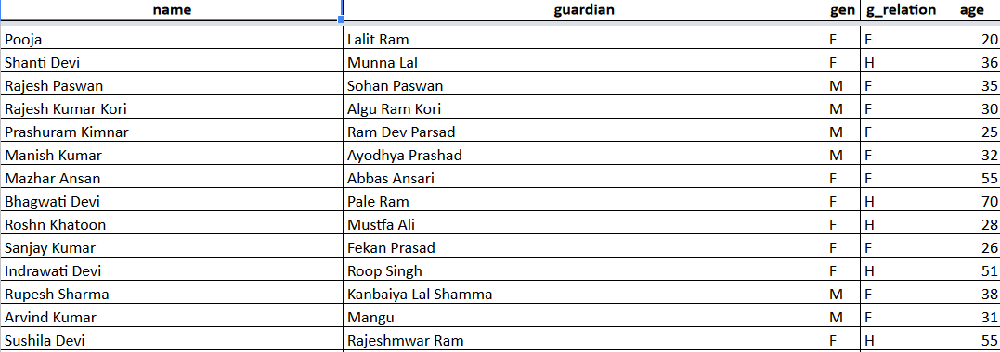 name guardian gen g_relation age
Pooja Lalit Ram F F 20
Shanti Devi Munna Lal F H 36
Rajesh Paswan Sohan Paswan M F 35
Rajesh Kumar Kori Algu Ram Kori M F 30
Prashuram Kimnar Ram Dev Parsad M F 25
Manish Kumar Ayodhya Prashad M F 32
Mazhar Ansan Abbas Ansari F F 55
Bhagwati Devi Pale Ram F H 70
Roshn Khatoon Mustfa Ali F H 28
Sanjay Kumar Fekan Prasad F F 26
Indrawati Devi Roop Singh F H 51
Rupesh Sharma Kanbaiya Lal Shamma M F 38
Arvind Kumar Mangu M F 31
Sushila Devi Rajeshmwar Ram F H 55